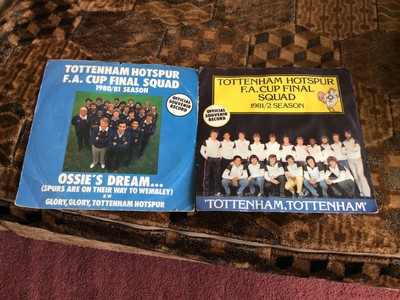 TOTTENHAM HOTSPUR
F.A. CUP FINAL SQUAD
1980/81 SEASON
OFFICIAL
SOUVENIR
RECORD
OSSIE'S DREAM...
(SPURS ARE ON THEIR WAY TO WEMBLEY)
B/W
GLORY, GLORY, TOTTENHAM HOTSPUR
TOTTENHAM HOTSPUR
F.A. CUP FINAL
SQUAD
1981/2 SEASON
OFFICIAL
SOUVENIR
RECORD
'TOTTENHAM, TOTTENHAM'